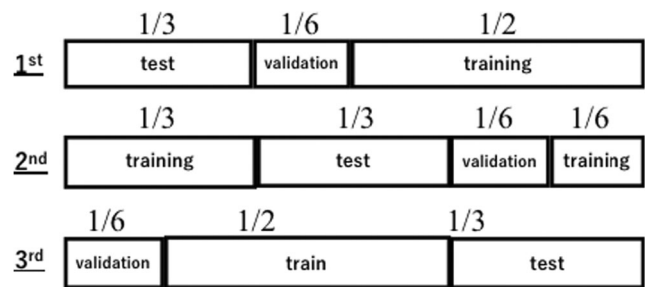 1/3 1/6 1/2
1st test validation training
1/3 1/3 1/6 1/6
2nd training test validation training
1/6 1/2 1/3
3rd validation train test